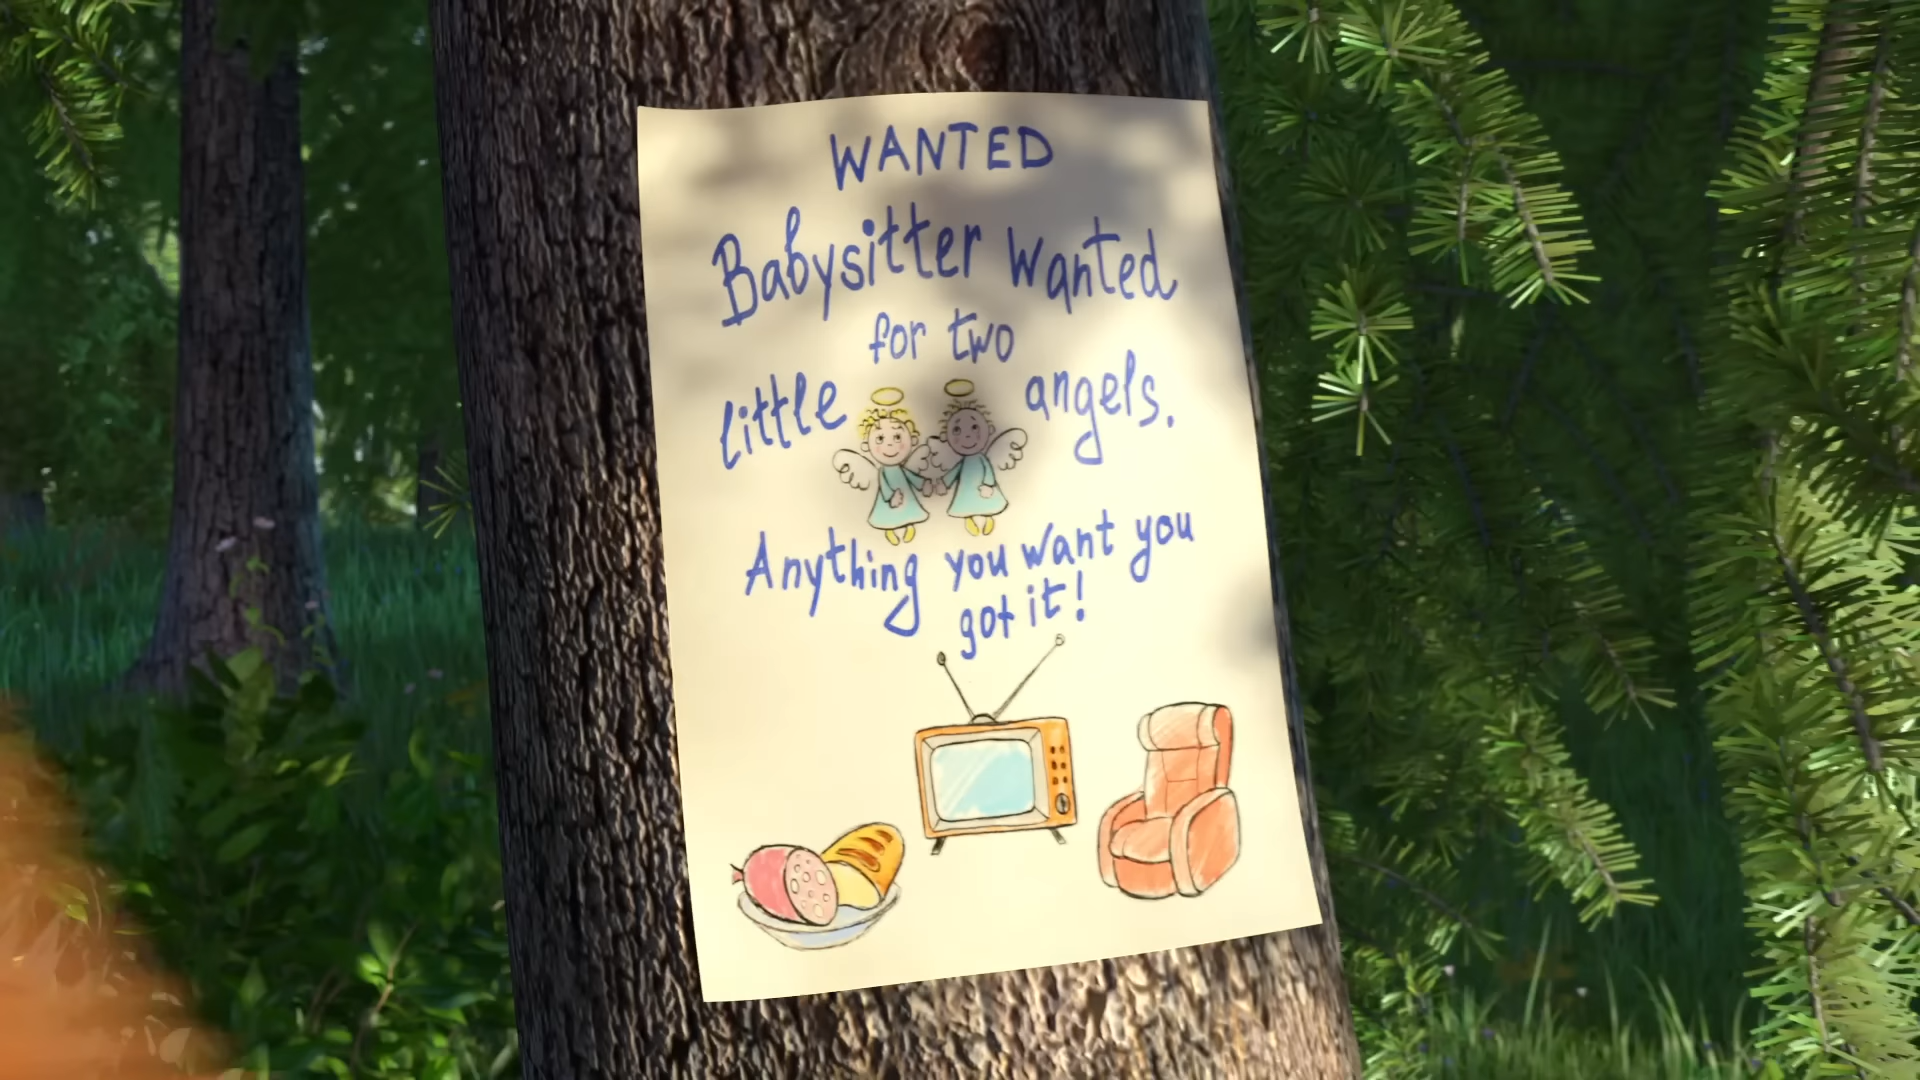 WANTED
Babysitter wanted
for two
little angels.
Anything you want you
got it!